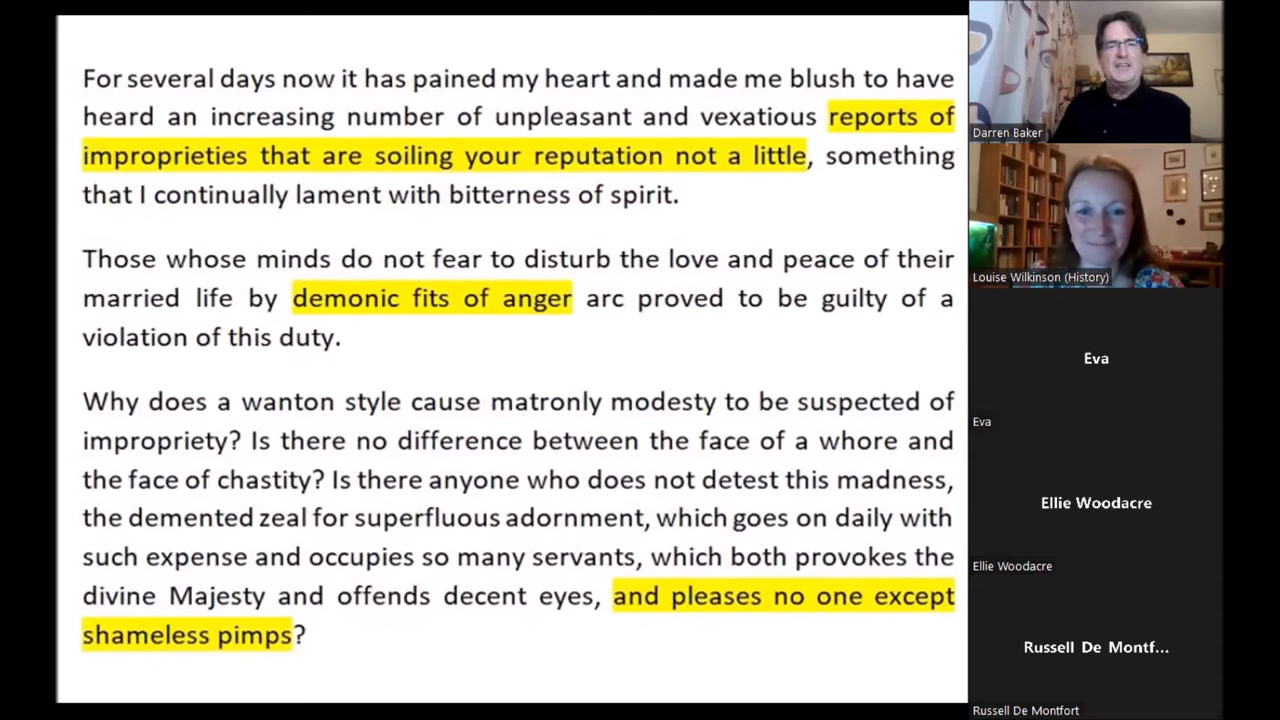 For several days now it has pained my heart and made me blush to have
heard an increasing number of unpleasant and vexatious reports of
improprieties that are soiling your reputation not a little, something
that I continually lament with bitterness of spirit.
Those whose minds do not fear to disturb the love and peace of their
married life by demonic fits of anger arc proved to be guilty of a
violation of this duty.
Why does a wanton style cause matronly modesty to be suspected of
impropriety? Is there no difference between the face of a whore and
the face of chastity? Is there anyone who does not detest this madness,
the demented zeal for superfluous adornment, which goes on daily with
such expense and occupies so many servants, which both provokes the
divine Majesty and offends decent eyes, and pleases no one except
shameless pimps?
Darren Baker
Louise Wilkinson (History)
Eva
Eva
Ellie Woodacre
Ellie Woodacre
Russell De Montf...
Russell De Montfort